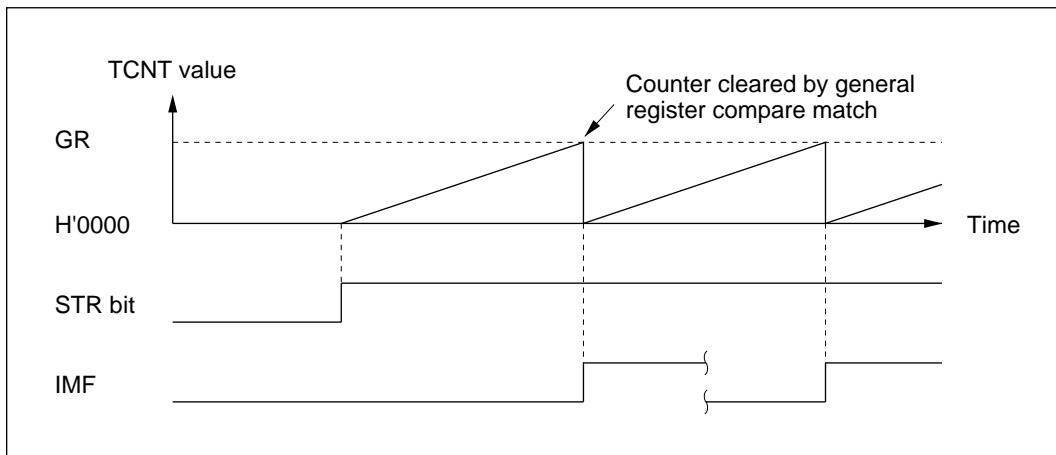 TCNT value
Counter cleared by general
register compare match
GR
H'0000
Time
STR bit
IMF